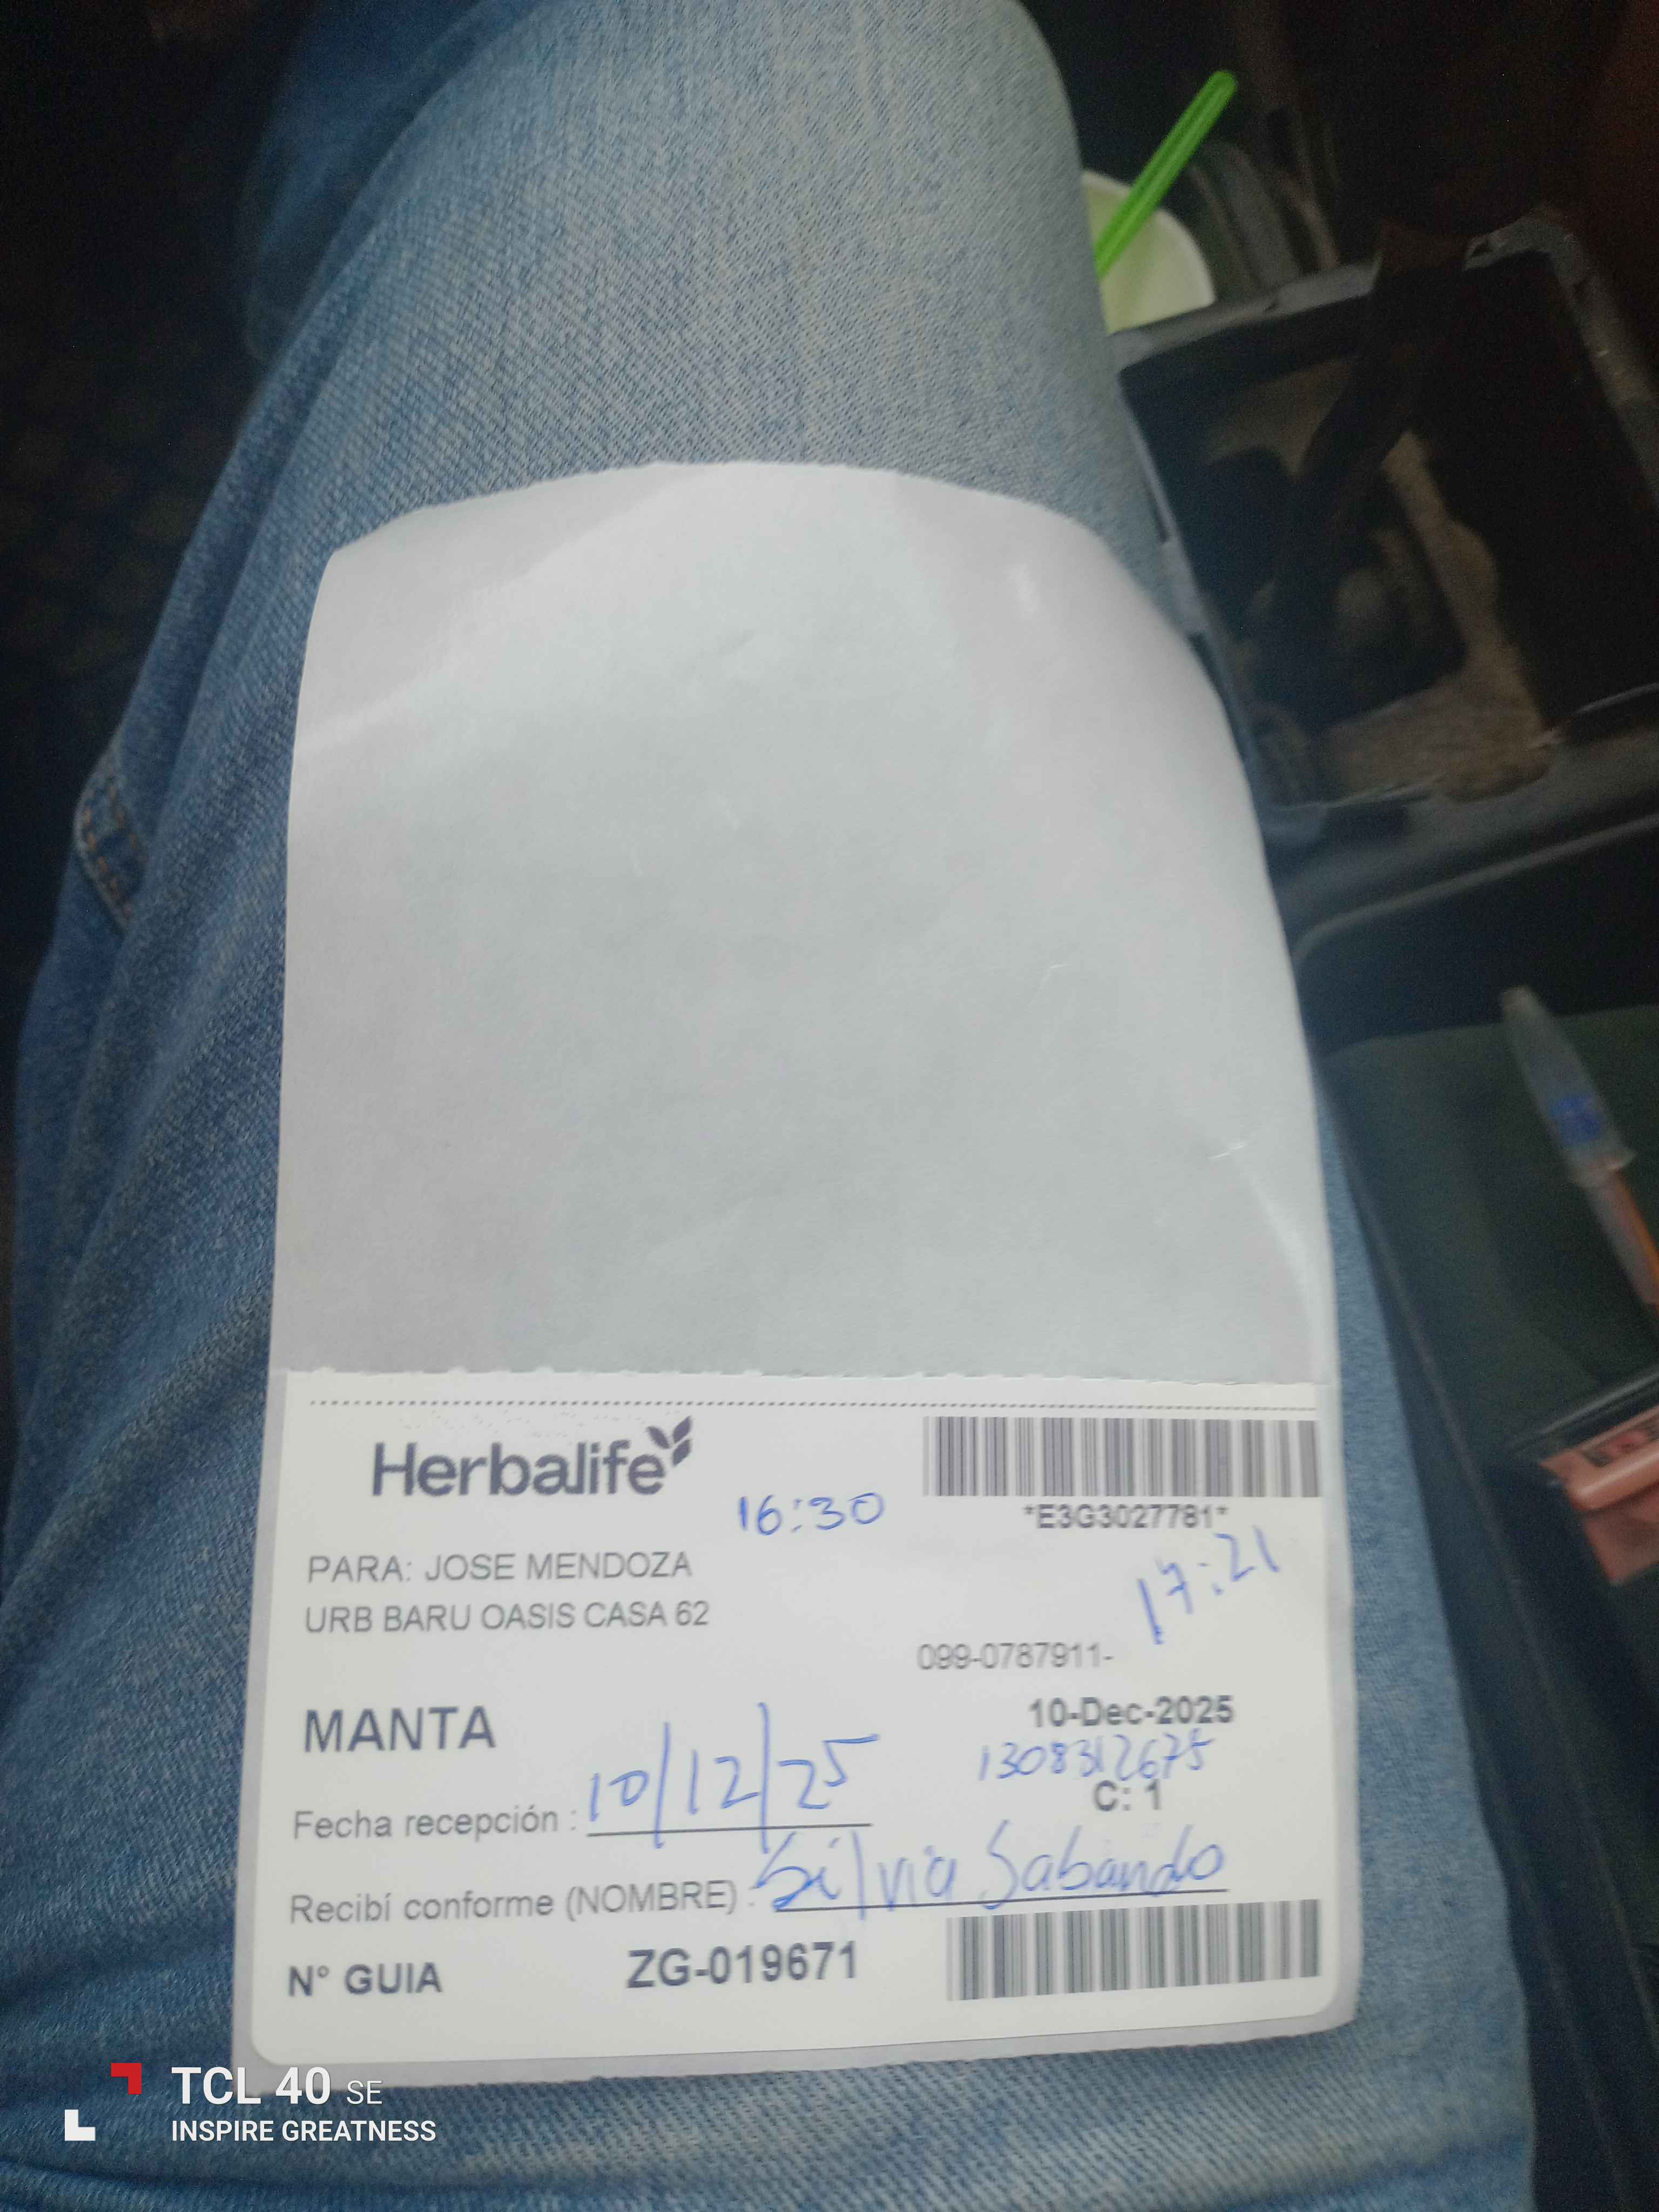 Herbalife
16:30
*E3G3027781*
PARA: JOSE MENDOZA
17:21
URB BARU OASIS CASA 62
099-0787911-
MANTA
10-Dec-2025
1308312675
C: 1
Fecha recepción : 10/12/25
Recibí conforme (NOMBRE) : Silvia Sabando
N° GUIA ZG-019671
TCL 40 SE
INSPIRE GREATNESS